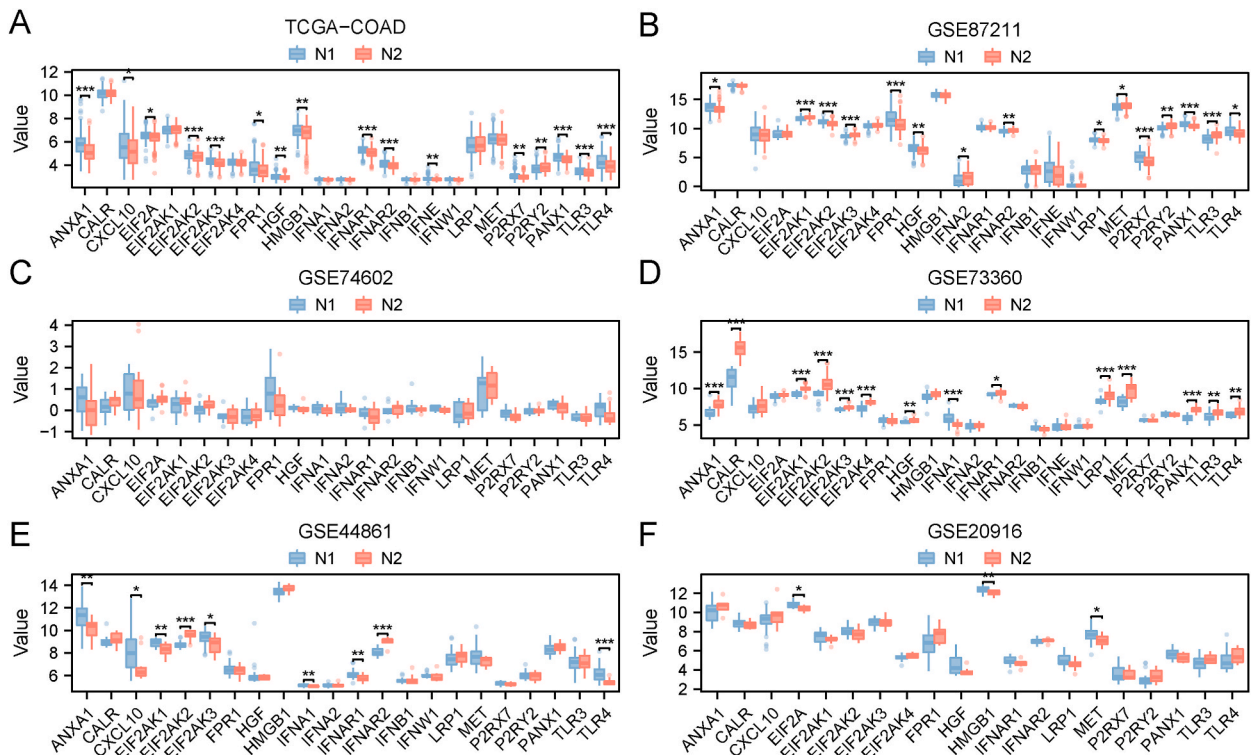 A
TCGA−COAD
N1 N2
Value
12
10
8
6
4
*** * * *** *** * ** ** *** *** ** ** ** *** *** ***
ANXA1 CALR CXCL10 EIF2A EIF2AK1 EIF2AK2 EIF2AK3 EIF2AK4 FPR1 HGF HMGB1 IFNA1 IFNA2 IFNAR1 IFNAR2 IFNB1 IFNE IFNW1 LRP1 MET P2RX7 P2RY2 PANX1 TLR3 TLR4
B
GSE87211
N1 N2
Value
15
10
5
0
* *** *** *** *** ** * ** * * *** ** *** *** *
ANXA1 CALR CXCL10 EIF2A EIF2AK1 EIF2AK2 EIF2AK3 EIF2AK4 FPR1 HGF HMGB1 IFNA2 IFNAR1 IFNAR2 IFNB1 IFNE IFNW1 LRP1 MET P2RX7 P2RY2 PANX1 TLR3 TLR4
C
GSE74602
N1 N2
Value
4
3
2
1
0
−1
ANXA1 CALR CXCL10 EIF2A EIF2AK1 EIF2AK2 EIF2AK3 EIF2AK4 FPR1 HGF IFNA1 IFNA2 IFNAR1 IFNAR2 IFNB1 IFNW1 LRP1 MET P2RX7 P2RY2 PANX1 TLR3 TLR4
D
GSE73360
N1 N2
Value
15
10
5
*** *** *** *** *** *** ** *** * *** *** *** ** **
ANXA1 CALR CXCL10 EIF2A EIF2AK1 EIF2AK2 EIF2AK3 EIF2AK4 FPR1 HGF HMGB1 IFNA1 IFNA2 IFNAR1 IFNAR2 IFNB1 IFNE IFNW1 LRP1 MET P2RX7 P2RY2 PANX1 TLR3 TLR4
E
GSE44861
N1 N2
Value
14
12
10
8
6
** * ** *** * ** ** *** ***
ANXA1 CALR CXCL10 EIF2AK1 EIF2AK2 EIF2AK3 FPR1 HGF HMGB1 IFNA1 IFNA2 IFNAR1 IFNAR2 IFNB1 IFNW1 LRP1 MET P2RX7 P2RY2 PANX1 TLR3 TLR4
F
GSE20916
N1 N2
Value
12
10
8
6
4
2
* ** *
ANXA1 CALR CXCL10 EIF2A EIF2AK1 EIF2AK2 EIF2AK3 EIF2AK4 FPR1 HGF HMGB1 IFNAR1 IFNAR2 LRP1 MET P2RX7 P2RY2 PANX1 TLR3 TLR4